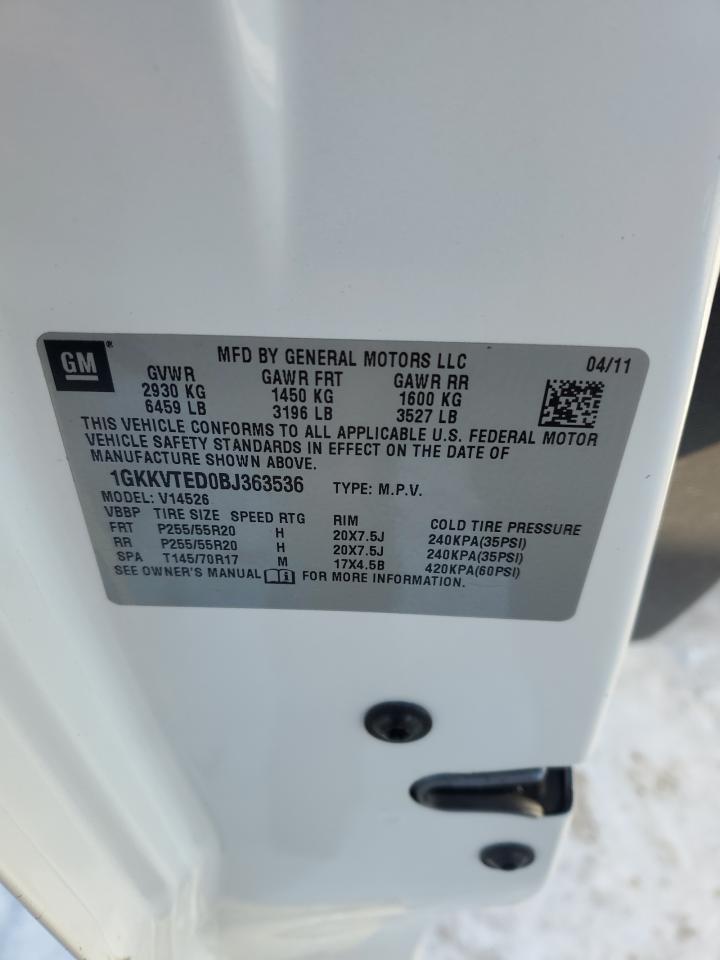 GM®
MFD BY GENERAL MOTORS LLC 04/11
GVWR GAWR FRT GAWR RR
2930 KG 1450 KG 1600 KG
6459 LB 3196 LB 3527 LB
THIS VEHICLE CONFORMS TO ALL APPLICABLE U.S. FEDERAL MOTOR
VEHICLE SAFETY STANDARDS IN EFFECT ON THE DATE OF
MANUFACTURE SHOWN ABOVE.
1GKKVTED0BJ363536 TYPE: M.P.V.
MODEL: V14526
VBBP TIRE SIZE SPEED RTG RIM COLD TIRE PRESSURE
FRT P255/55R20 H 20X7.5J 240KPA(35PSI)
RR P255/55R20 H 20X7.5J 240KPA(35PSI)
SPA T145/70R17 M 17X4.5B 420KPA(60PSI)
SEE OWNER'S MANUAL FOR MORE INFORMATION.